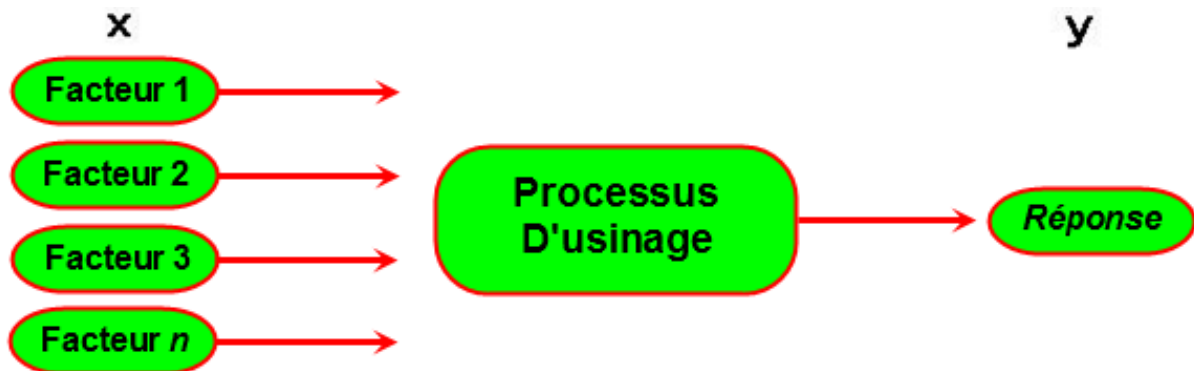 x
y
Facteur 1
Facteur 2
Facteur 3
Facteur n
Processus
D'usinage
Réponse